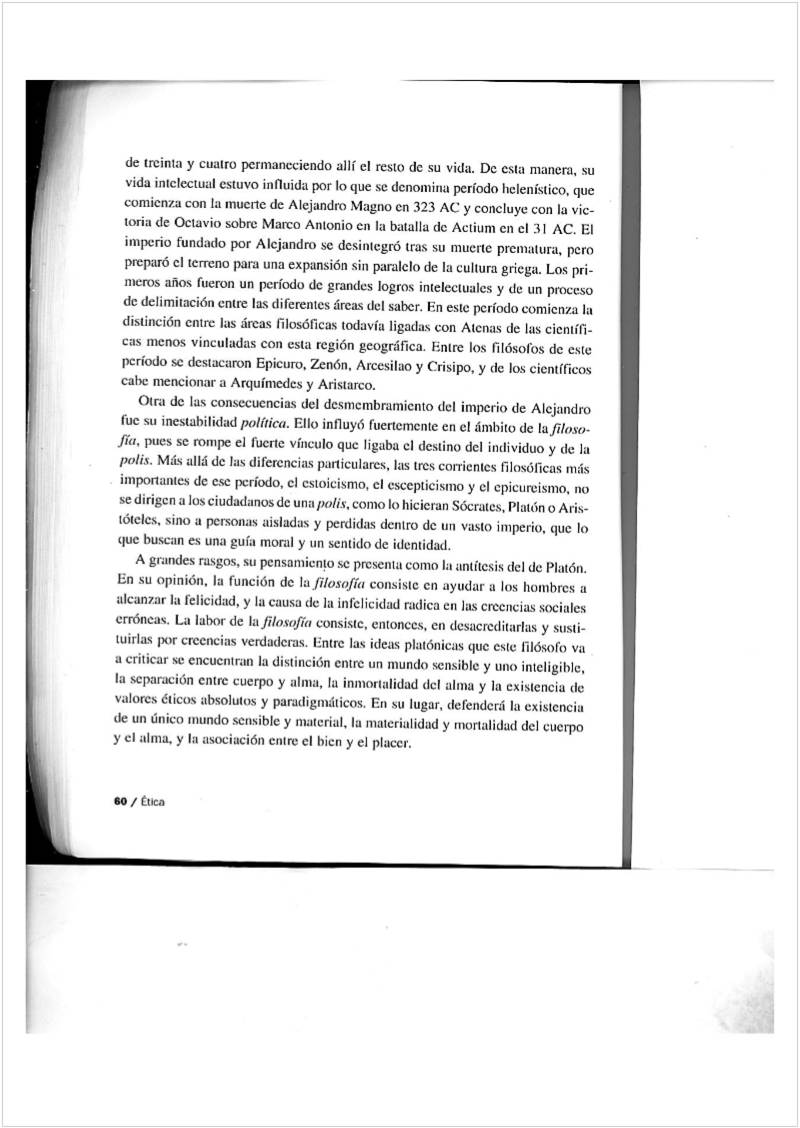 de treinta y cuatro permaneciendo allí el resto de su vida. De esta manera, su
vida intelectual estuvo influida por lo que se denomina período helenístico, que
comienza con la muerte de Alejandro Magno en 323 AC y concluye con la vic-
toria de Octavio sobre Marco Antonio en la batalla de Actium en el 31 AC. El
imperio fundado por Alejandro se desintegró tras su muerte prematura, pero
preparó el terreno para una expansión sin paralelo de la cultura griega. Los pri-
meros años fueron un período de grandes logros intelectuales y de un proceso
de delimitación entre las diferentes áreas del saber. En este período comienza la
distinción entre las áreas filosóficas todavía ligadas con Atenas de las científi-
cas menos vinculadas con esta región geográfica. Entre los filósofos de este
período se destacaron Epicuro, Zenón, Arcesilao y Crisipo, y de los científicos
cabe mencionar a Arquímedes y Aristarco.
Otra de las consecuencias del desmembramiento del imperio de Alejandro
fue su inestabilidad política. Ello influyó fuertemente en el ámbito de la filoso-
fía, pues se rompe el fuerte vínculo que ligaba el destino del individuo y de la
polis. Más allá de las diferencias particulares, las tres corrientes filosóficas más
importantes de ese período, el estoicismo, el escepticismo y el epicureismo, no
se dirigen a los ciudadanos de una polis, como lo hicieran Sócrates, Platón o Aris-
tóteles, sino a personas aisladas y perdidas dentro de un vasto imperio, que lo
que buscan es una guía moral y un sentido de identidad.
A grandes rasgos, su pensamiento se presenta como la antítesis del de Platón.
En su opinión, la función de la filosofía consiste en ayudar a los hombres a
alcanzar la felicidad, y la causa de la infelicidad radica en las creencias sociales
erróneas. La labor de la filosofía consiste, entonces, en desacreditarlas y susti-
tuirlas por creencias verdaderas. Entre las ideas platónicas que este filósofo va
a criticar se encuentran la distinción entre un mundo sensible y uno inteligible,
la separación entre cuerpo y alma, la inmortalidad del alma y la existencia de
valores éticos absolutos y paradigmáticos. En su lugar, defenderá la existencia
de un único mundo sensible y material, la materialidad y mortalidad del cuerpo
y el alma, y la asociación entre el bien y el placer.
60 / Ética